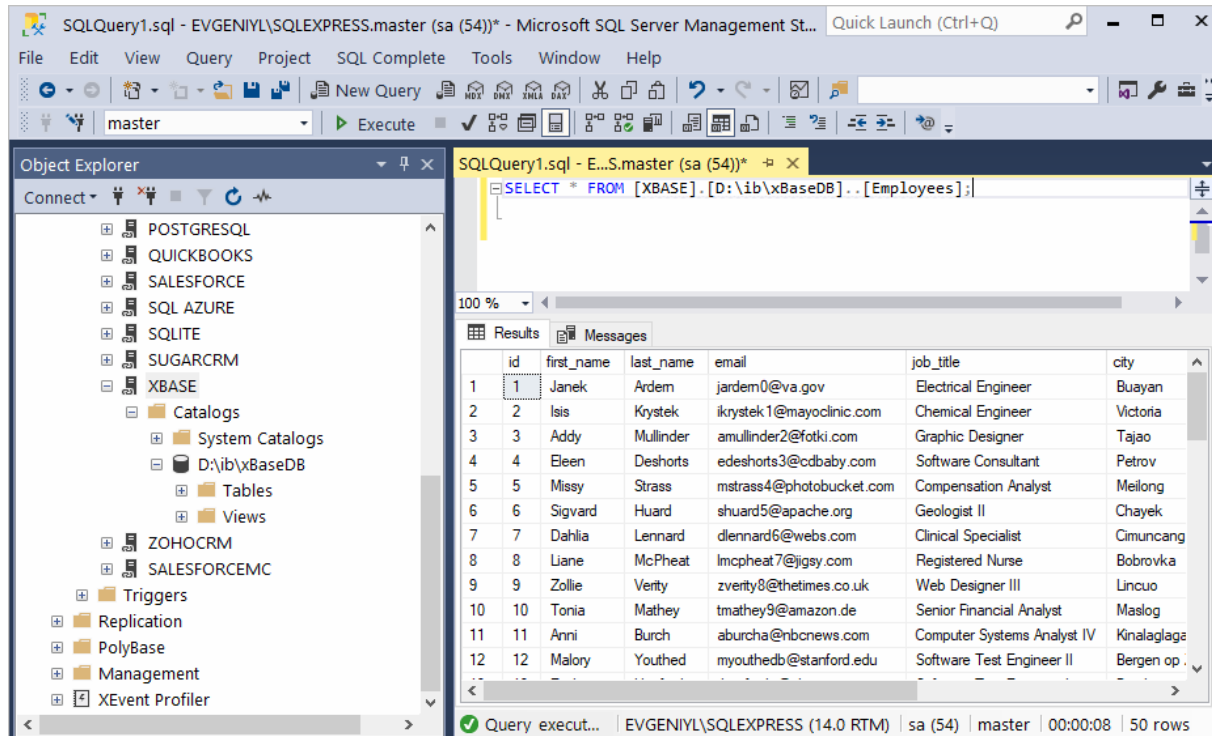 SQLQuery1.sql - EVGENIYL\SQLEXPRESS.master (sa (54))* - Microsoft SQL Server Management St... Quick Launch (Ctrl+Q)
File Edit View Query Project SQL Complete Tools Window Help
New Query MDX DMX XMLA DAX
master Execute
Object Explorer
Connect
POSTGRESQL
QUICKBOOKS
SALESFORCE
SQL AZURE
SQLITE
SUGARCRM
XBASE
Catalogs
System Catalogs
D:\ib\xBaseDB
Tables
Views
ZOHOCRM
SALESFORCEMC
Triggers
Replication
PolyBase
Management
XEvent Profiler
SQLQuery1.sql - E...S.master (sa (54))*
SELECT * FROM [XBASE].[D:\ib\xBaseDB]..[Employees];
100 %
Results Messages
id first_name last_name email job_title city
1 1 Janek Ardern jardern0@va.gov Electrical Engineer Buayan
2 2 Isis Krystek ikrystek1@mayoclinic.com Chemical Engineer Victoria
3 3 Addy Mullinder amullinder2@fotki.com Graphic Designer Tajao
4 4 Eleen Deshorts edeshorts3@cdbaby.com Software Consultant Petrov
5 5 Missy Strass mstrass4@photobucket.com Compensation Analyst Meilong
6 6 Sigvard Huard shuard5@apache.org Geologist II Chayek
7 7 Dahlia Lennard dlennard6@webs.com Clinical Specialist Cimuncang
8 8 Liane McPheat lmcpheat7@jigsy.com Registered Nurse Bobrovka
9 9 Zollie Verity zverity8@thetimes.co.uk Web Designer III Lincuo
10 10 Tonia Mathey tmathey9@amazon.de Senior Financial Analyst Maslog
11 11 Anni Burch aburcha@nbcnews.com Computer Systems Analyst IV Kinalaglaga
12 12 Malory Youthed myouthedb@stanford.edu Software Test Engineer II Bergen op
Query execut... EVGENIYL\SQLEXPRESS (14.0 RTM) sa (54) master 00:00:08 50 rows